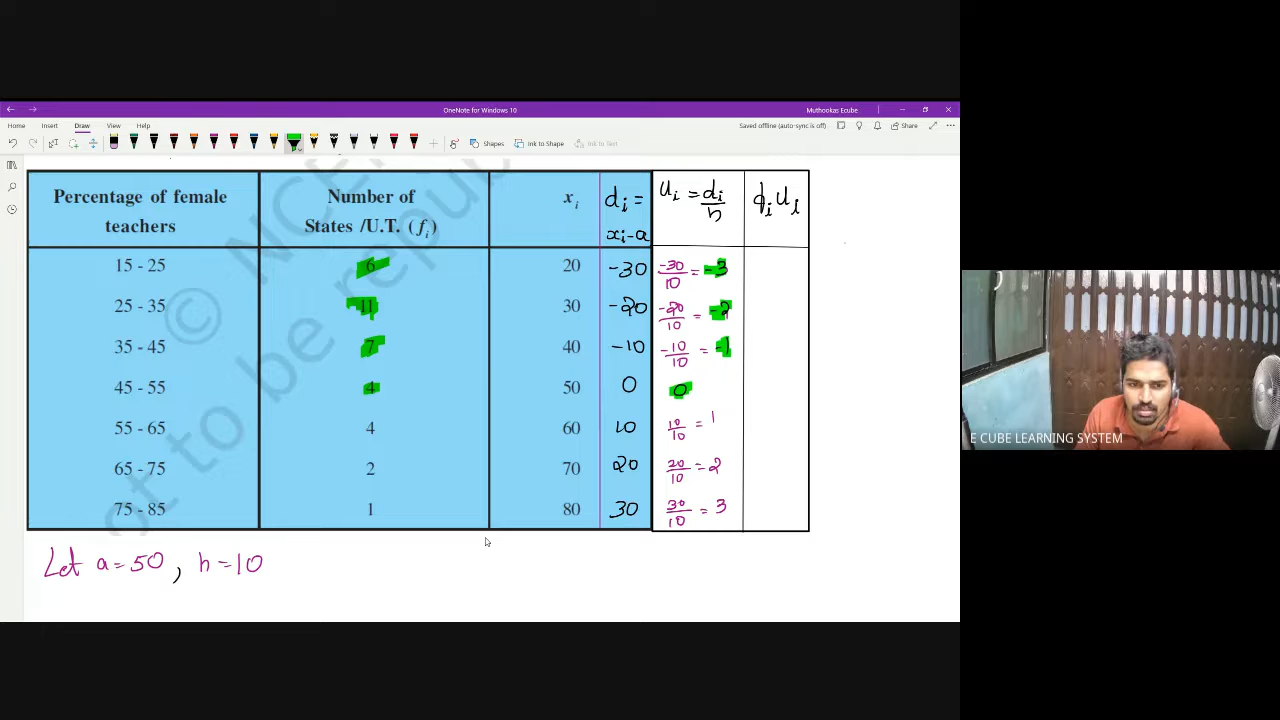 OneNote for Windows 10
Muthookas Ecube
Home Insert Draw View Help
Saved offline (auto-sync is off) Share
Shapes Ink to Shape Ink to Text
Percentage of female teachers Number of States /U.T. (fi) xi di = xi-a ui = di/h fi ui
15 - 25 6 20 -30 -30/10 = -3
25 - 35 11 30 -20 -20/10 = -2
35 - 45 7 40 -10 -10/10 = -1
45 - 55 4 50 0 0
55 - 65 4 60 10 10/10 = 1
65 - 75 2 70 20 20/10 = 2
75 - 85 1 80 30 30/10 = 3
Let a = 50, h = 10
E CUBE LEARNING SYSTEM